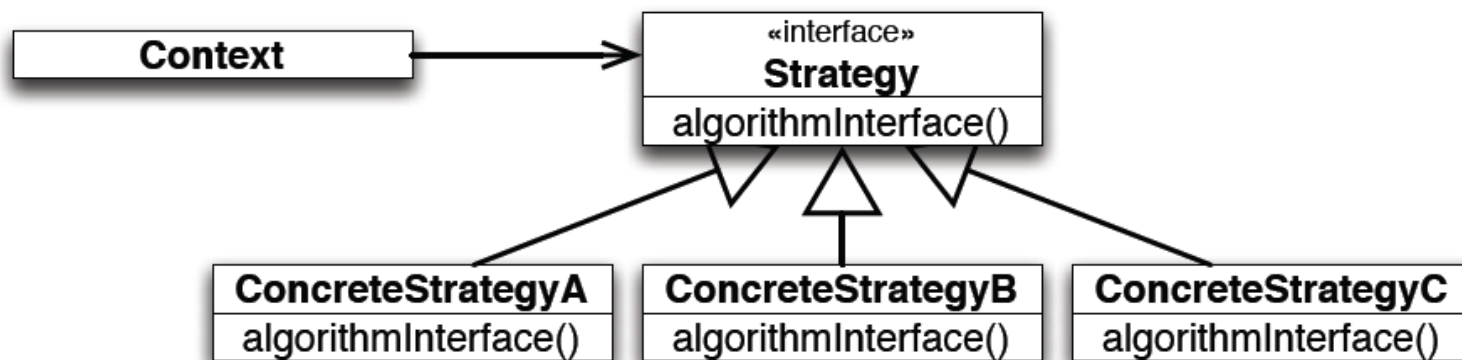 Context
«interface»
Strategy
algorithmInterface()
ConcreteStrategyA
algorithmInterface()
ConcreteStrategyB
algorithmInterface()
ConcreteStrategyC
algorithmInterface()